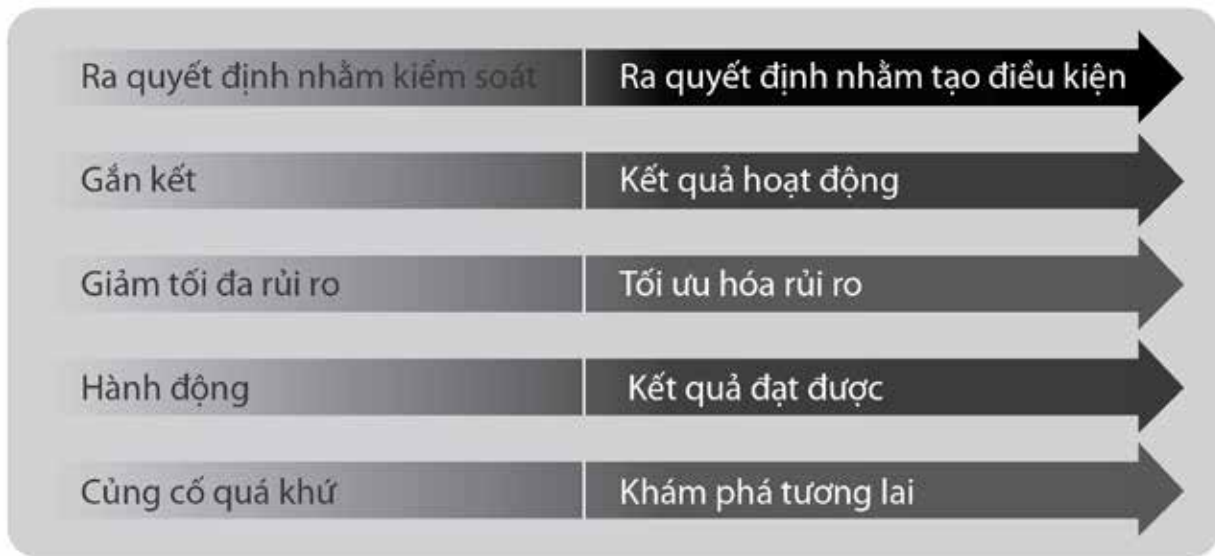 Ra quyết định nhằm kiểm soát Ra quyết định nhằm tạo điều kiện
Gắn kết Kết quả hoạt động
Giảm tối đa rủi ro Tối ưu hóa rủi ro
Hành động Kết quả đạt được
Củng cố quá khứ Khám phá tương lai